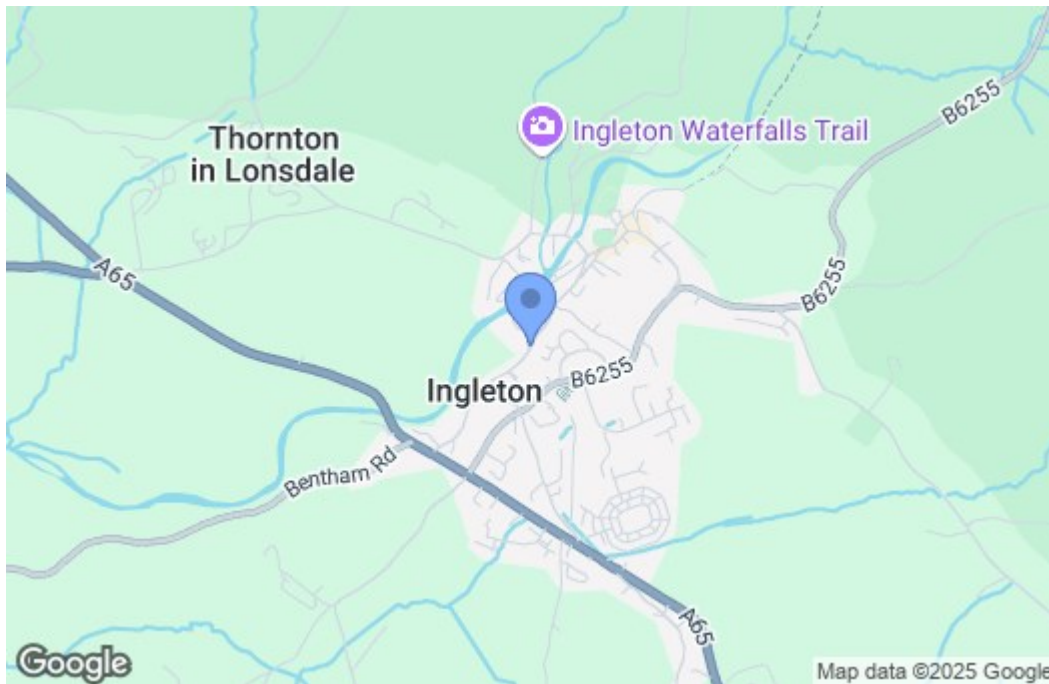 B6255
Thornton
in Lonsdale
Ingleton Waterfalls Trail
A65
B6255
B6255
Ingleton
Bentham Rd
A65
Google
Map data ©2025 Google